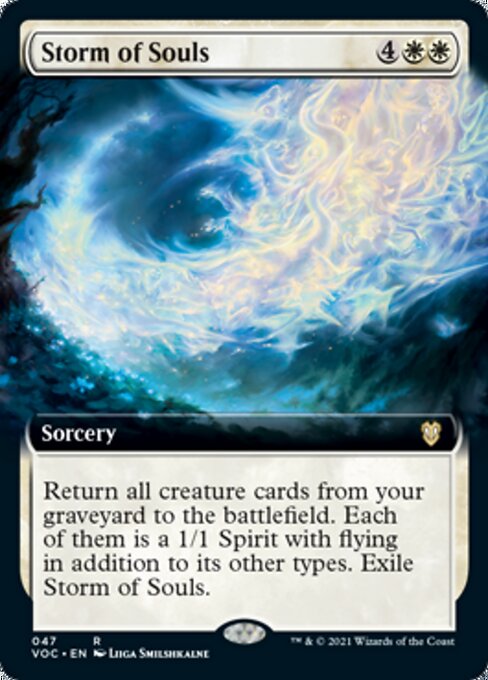 Storm of Souls 4
Sorcery
Return all creature cards from your
graveyard to the battlefield. Each
of them is a 1/1 Spirit with flying
in addition to its other types. Exile
Storm of Souls.
047 R ™ & © 2021 Wizards of the Coast
VOC • EN Liiga Smilshkalne